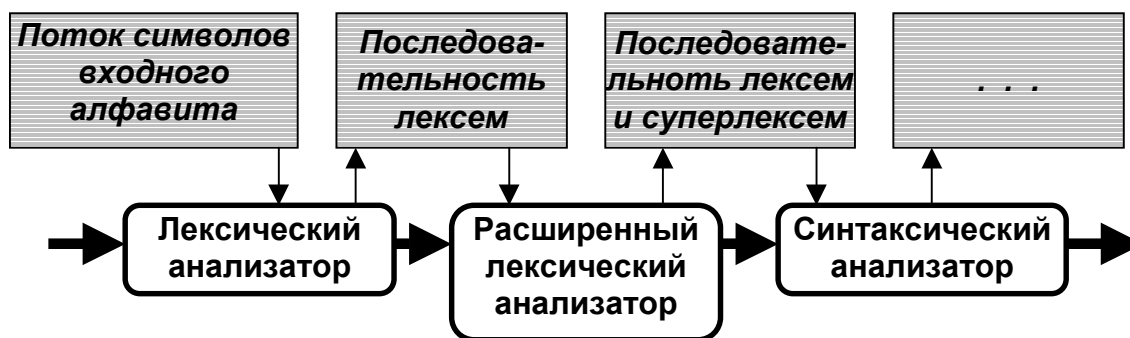 Поток символов
входного
алфавита
Последова-
тельность
лексем
Последовате-
льноть лексем
и суперлексем
. . .
Лексический
анализатор
Расширенный
лексический
анализатор
Синтаксический
анализатор